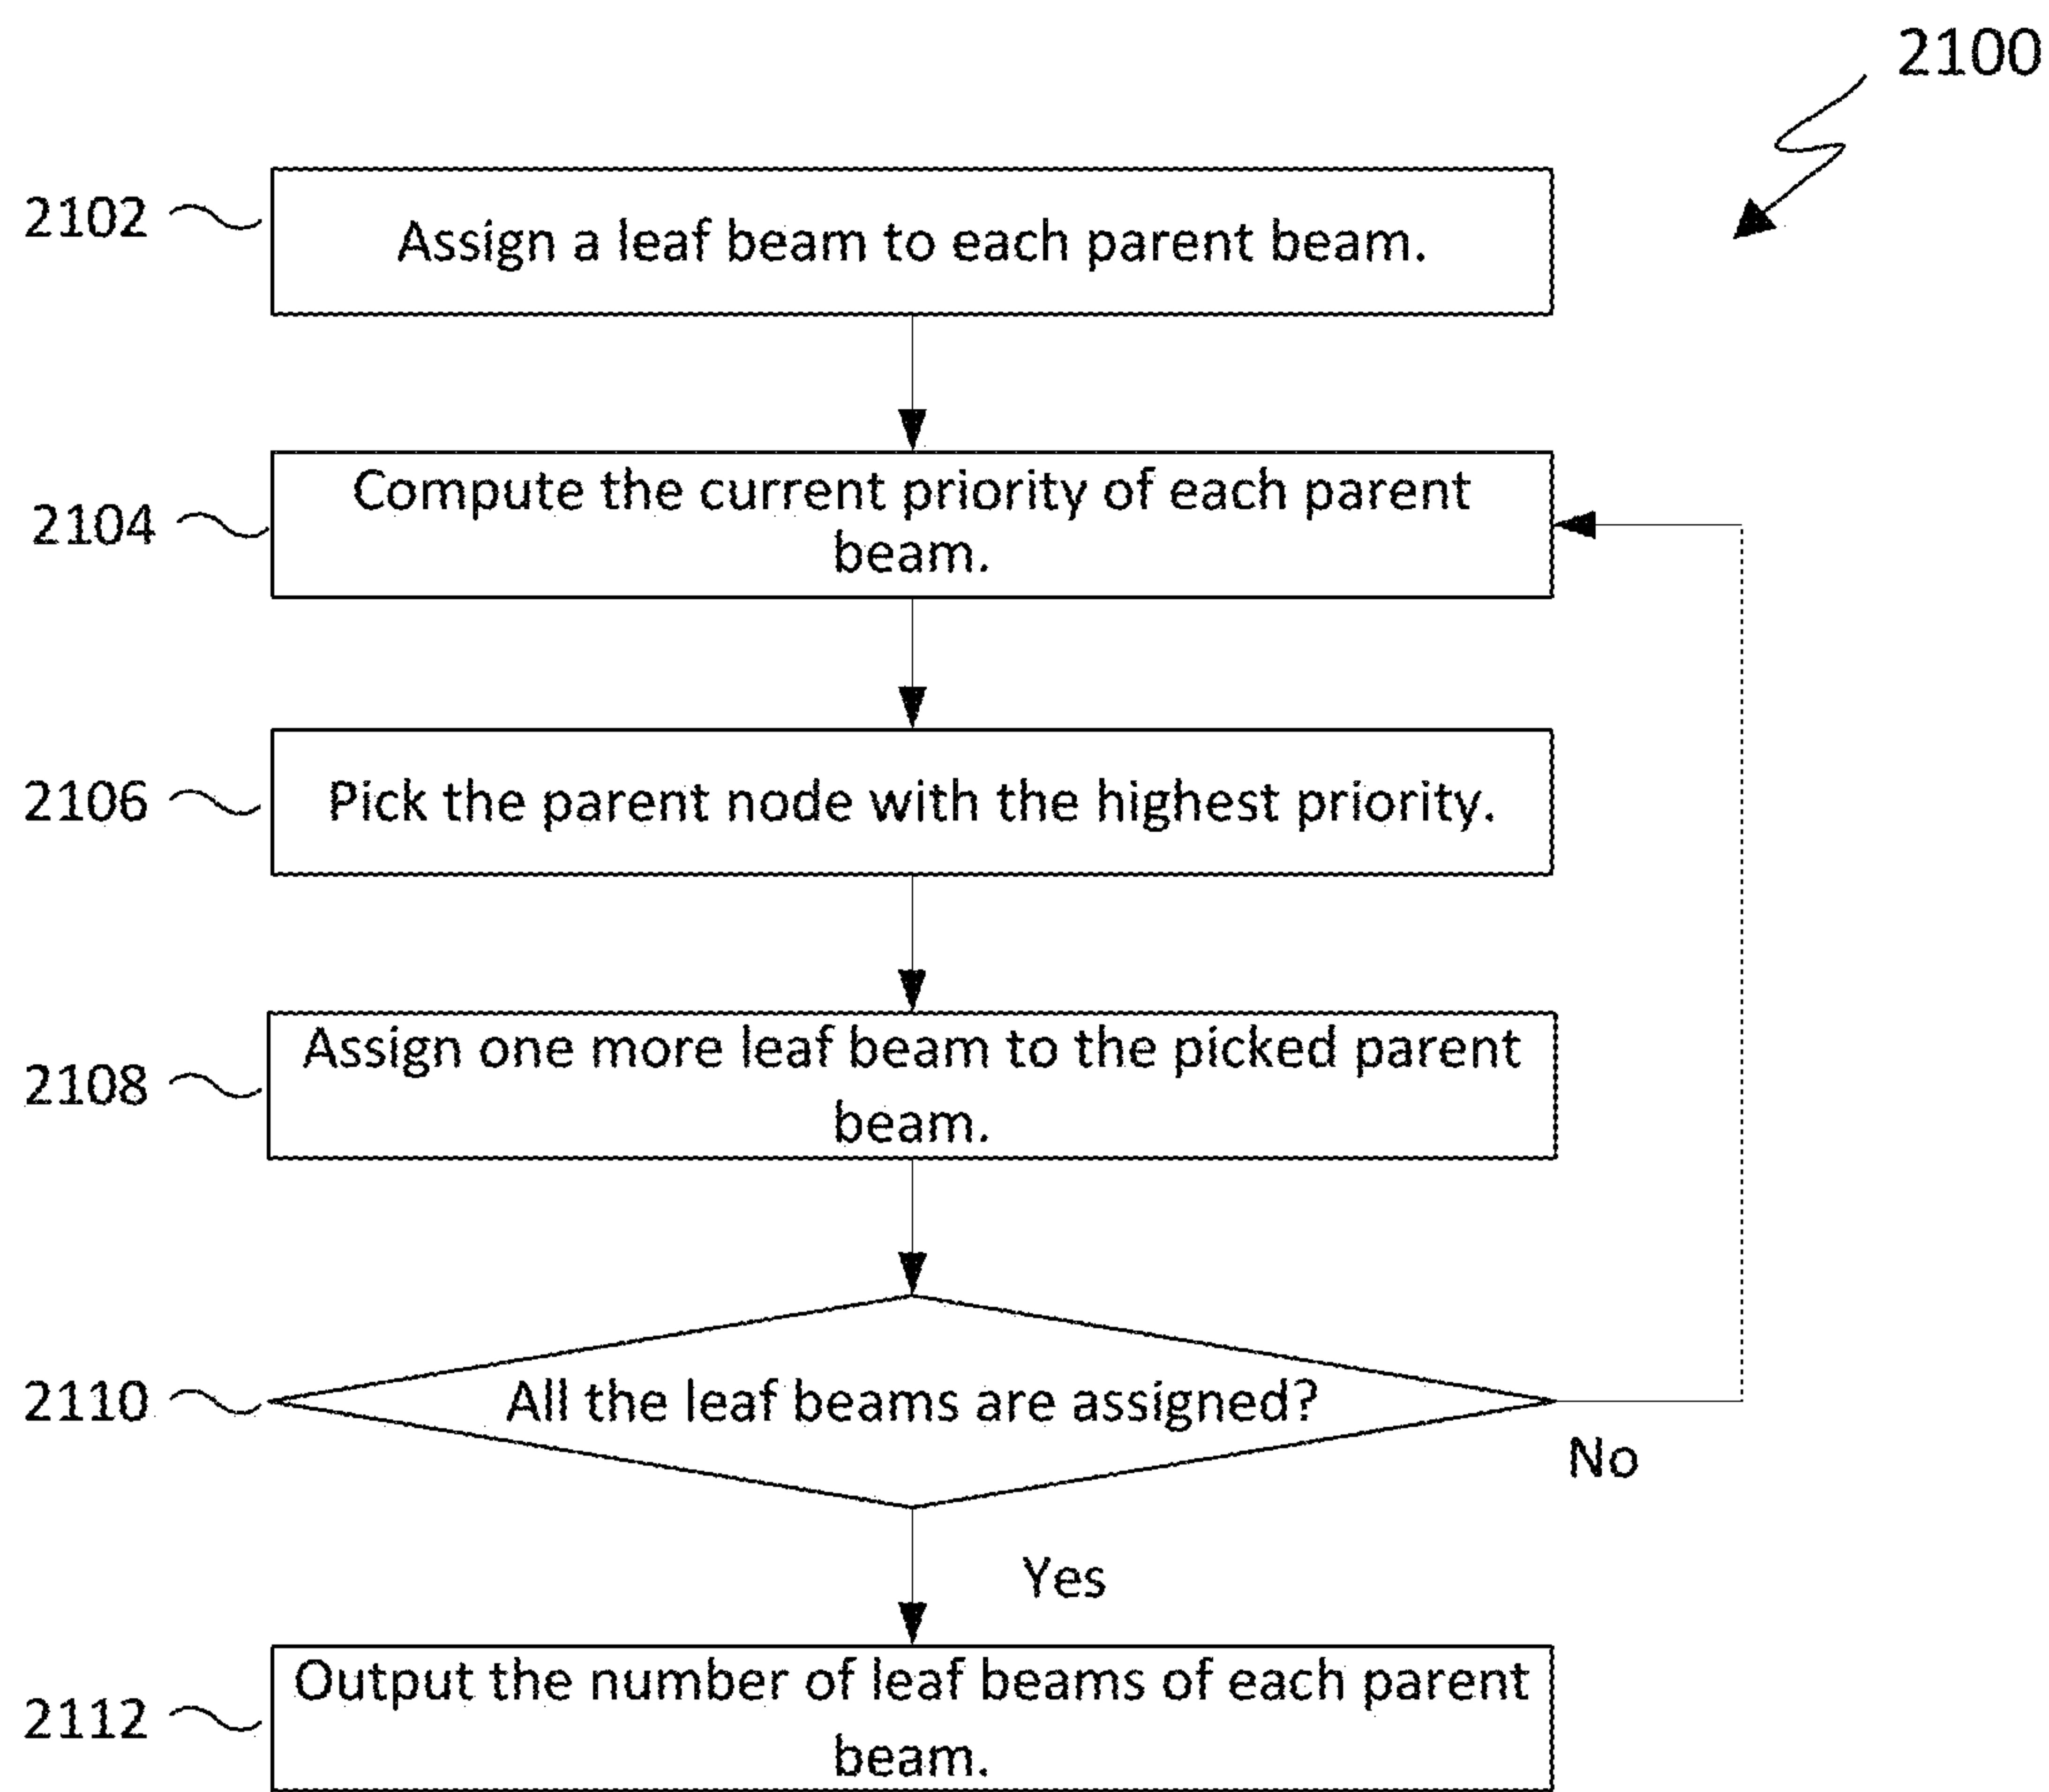 2100
2102
Assign a leaf beam to each parent beam.
2104
Compute the current priority of each parent
beam.
2106
Pick the parent node with the highest priority.
2108
Assign one more leaf beam to the picked parent
beam.
2110
All the leaf beams are assigned?
No
Yes
2112
Output the number of leaf beams of each parent
beam.